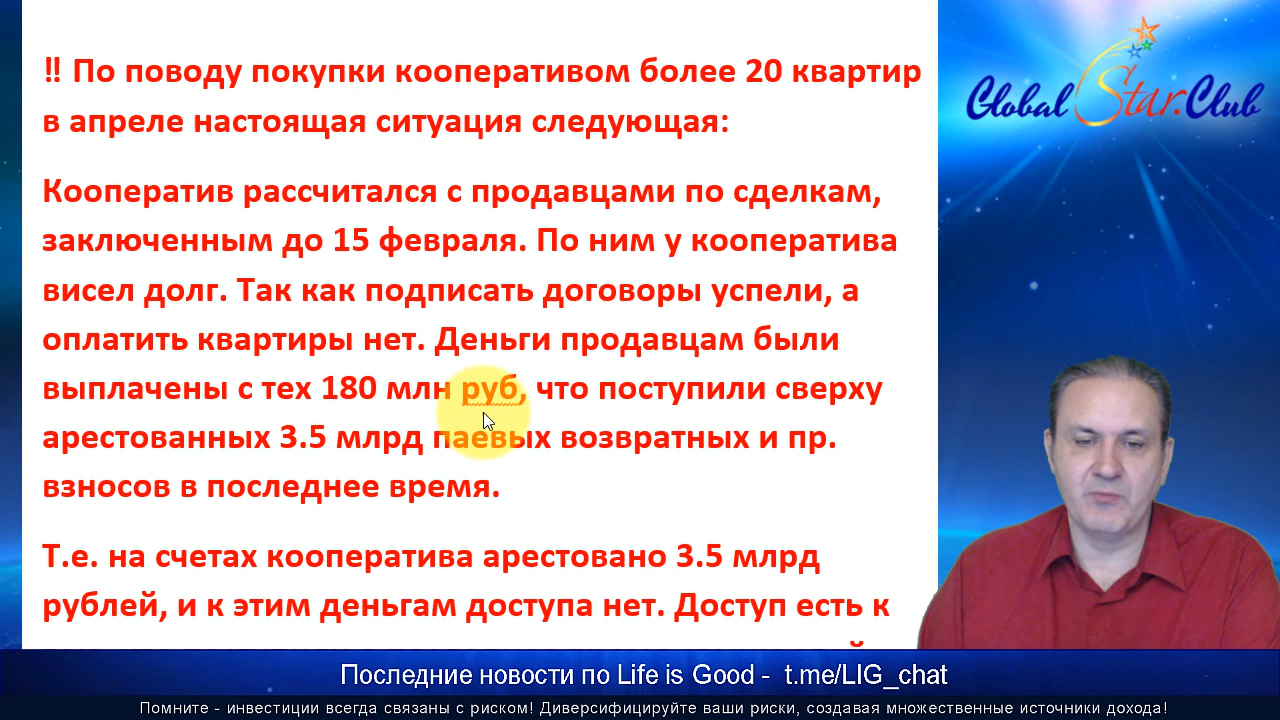 ‼ По поводу покупки кооперативом более 20 квартир
в апреле настоящая ситуация следующая:
Кооператив рассчитался с продавцами по сделкам,
заключенным до 15 февраля. По ним у кооператива
висел долг. Так как подписать договоры успели, а
оплатить квартиры нет. Деньги продавцам были
выплачены с тех 180 млн руб, что поступили сверху
арестованных 3.5 млрд паевых возвратных и пр.
взносов в последнее время.
Т.е. на счетах кооператива арестовано 3.5 млрд
рублей, и к этим деньгам доступа нет. Доступ есть к
Global Star.Club
Последние новости по Life is Good - t.me/LIG_chat
Помните - инвестиции всегда связаны с риском! Диверсифицируйте ваши риски, создавая множественные источники дохода!